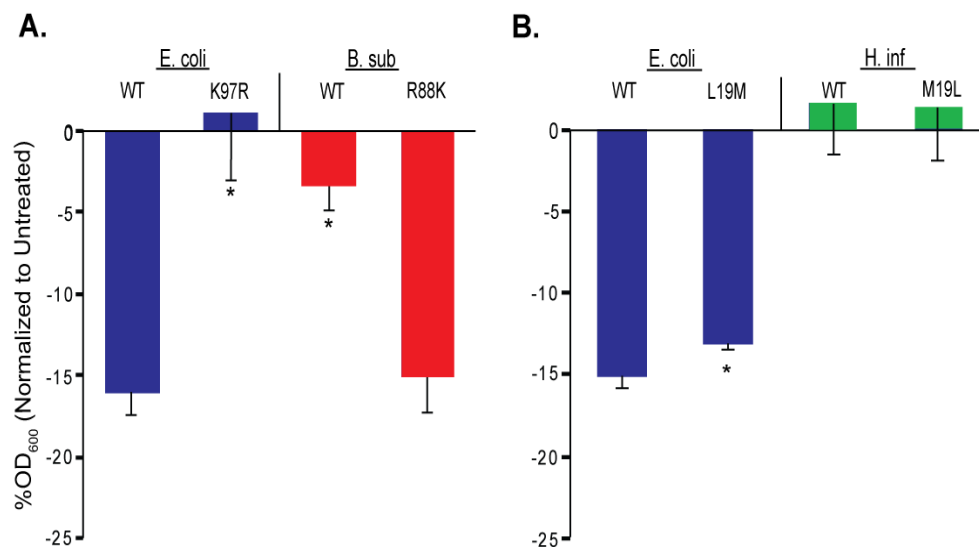 A.
E. coli
B. sub
WT
K97R
WT
R88K
0
-5
-10
-15
-20
-25
*
*
%OD600 (Normalized to Untreated)
B.
E. coli
H. inf
WT
L19M
WT
M19L
0
-5
-10
-15
-20
-25
*